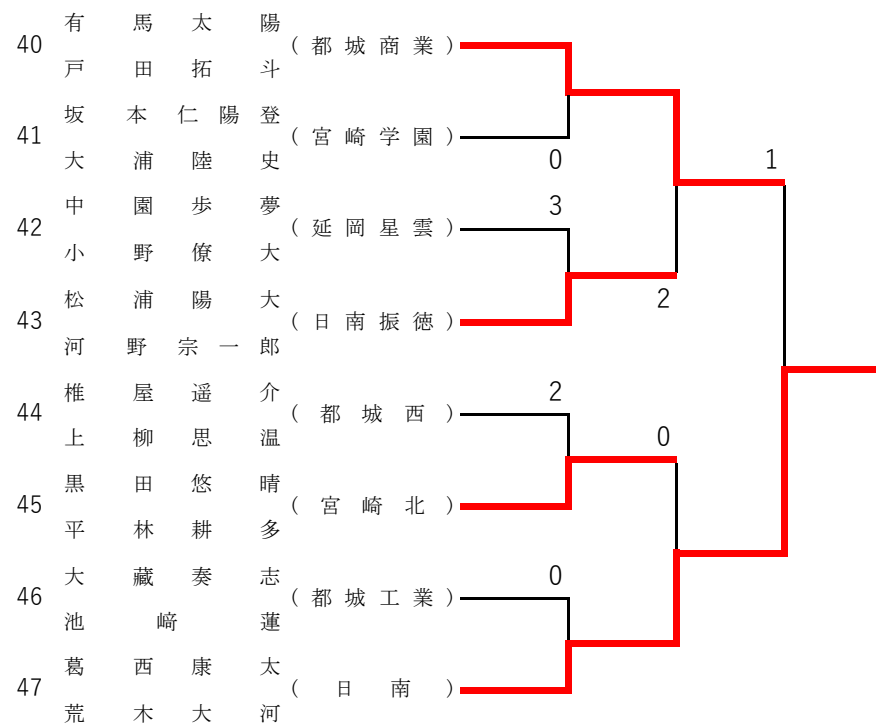 有馬太陽
40 (都城商業)
戸田拓斗
坂本仁陽登
41 (宮崎学園)
大浦陸史 0 1
中園歩夢 3
42 (延岡星雲)
小野僚大
松浦陽大 2
43 (日南振徳)
河野宗一郎
椎屋遥介 2
44 (都城西)
上柳思温 0
黒田悠晴
45 (宮崎北)
平林耕多
大藏奏志 0
46 (都城工業)
池﨑蓮
葛西康太
47 (日南)
荒木大河